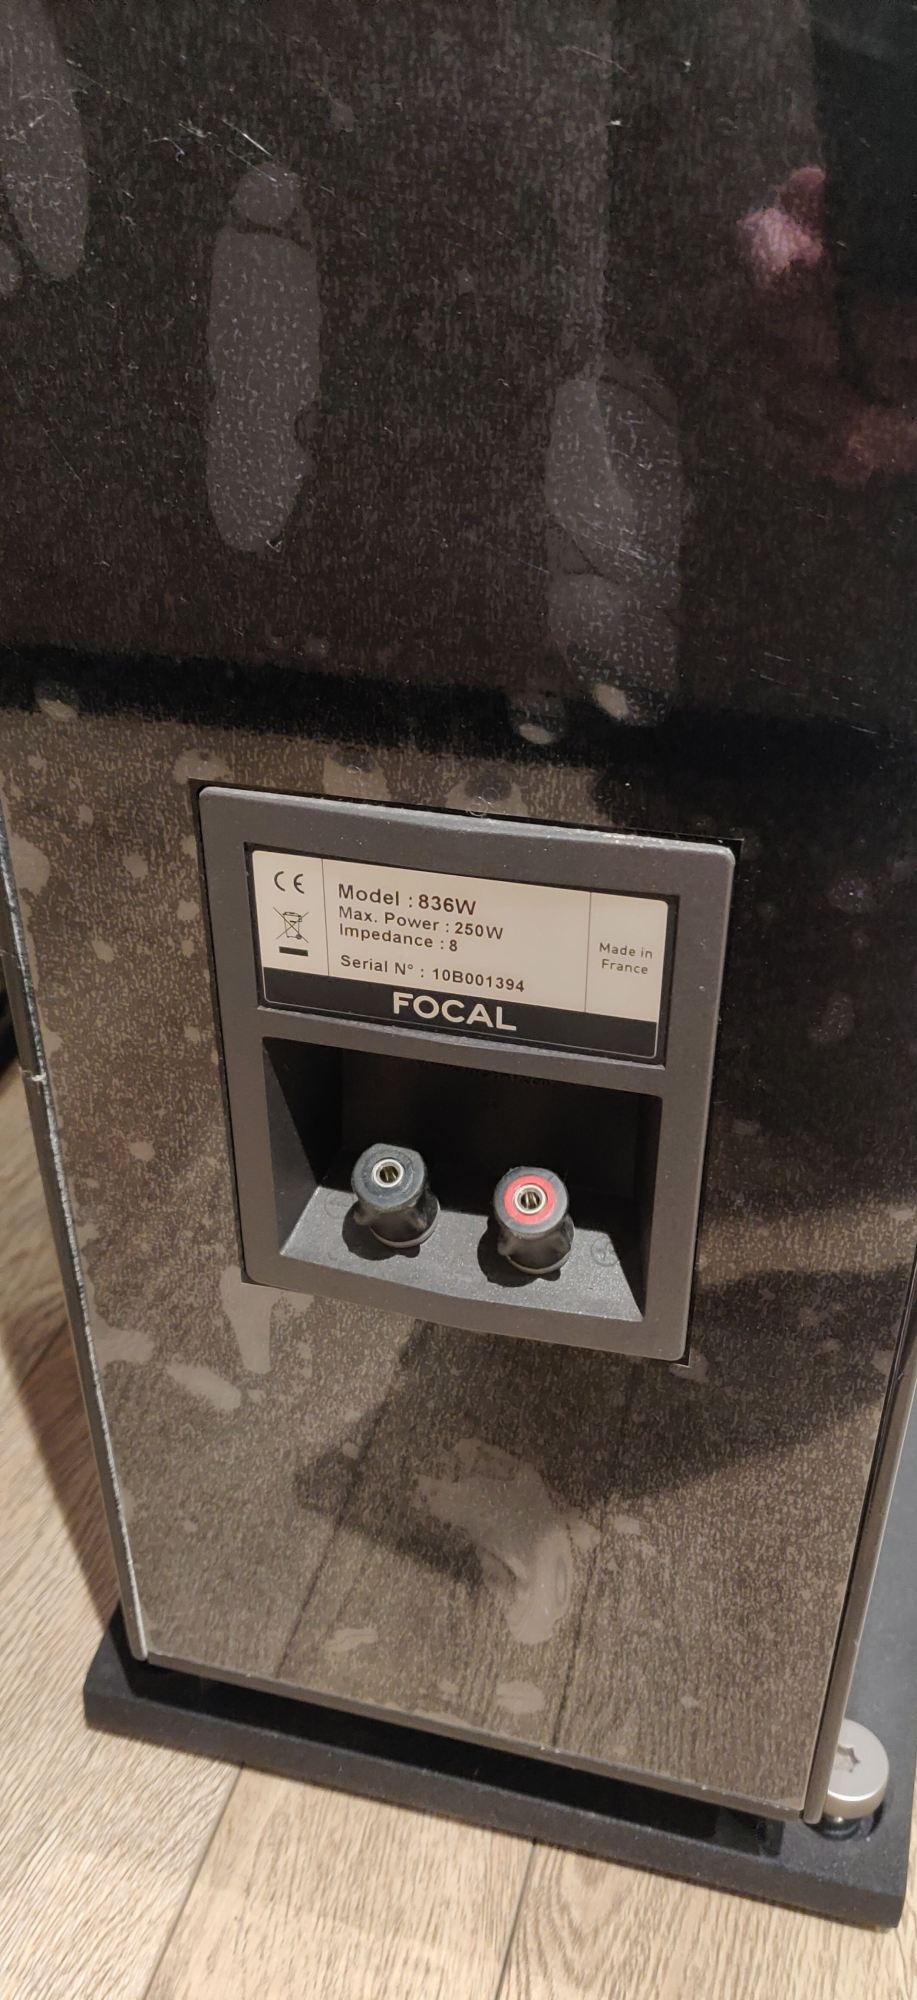 CE
Model : 836W
Max. Power : 250W
Impedance : 8
Serial N° : 10B001394
Made in
France
FOCAL